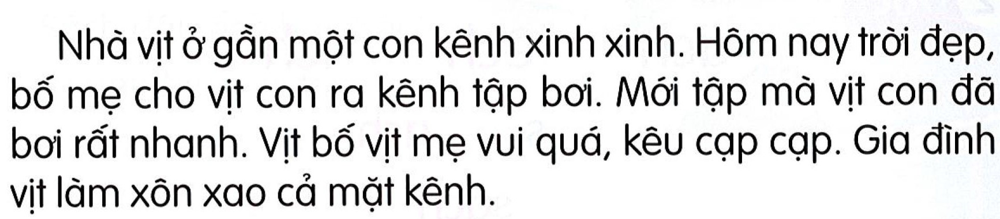 Nhà vịt ở gần một con kênh xinh xinh. Hôm nay trời đẹp,
bố mẹ cho vịt con ra kênh tập bơi. Mới tập mà vịt con đã
bơi rất nhanh. Vịt bố vịt mẹ vui quá, kêu cạp cạp. Gia đình
vịt làm xôn xao cả mặt kênh.